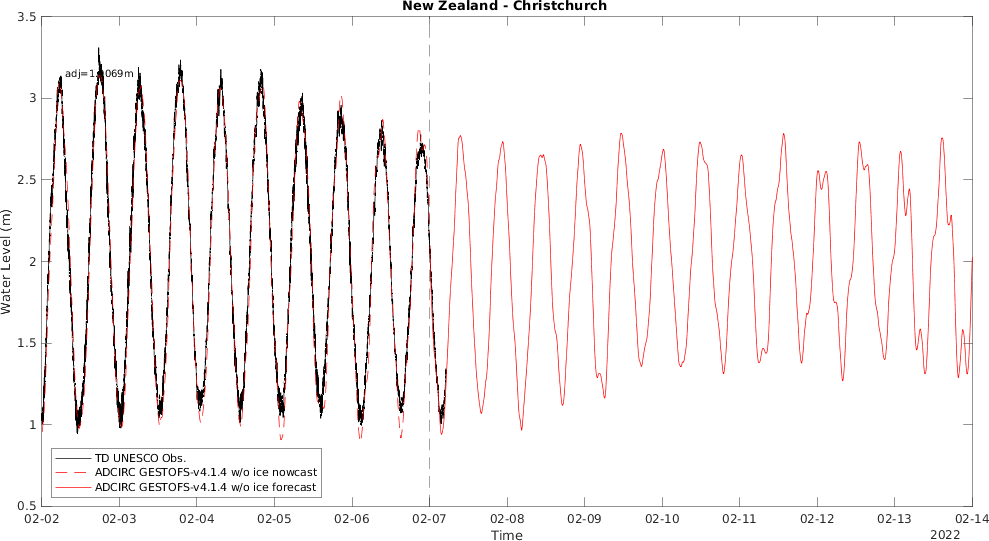 New Zealand - Christchurch
3.5
3
2.5
2
1.5
1
0.5
Water Level (m)
TD UNESCO Obs.
ADCIRC GESTOFS-v4.1.4 w/o ice nowcast
ADCIRC GESTOFS-v4.1.4 w/o ice forecast
02-02 02-03 02-04 02-05 02-06 02-07 02-08 02-09 02-10 02-11 02-12 02-13 02-14
Time
2022